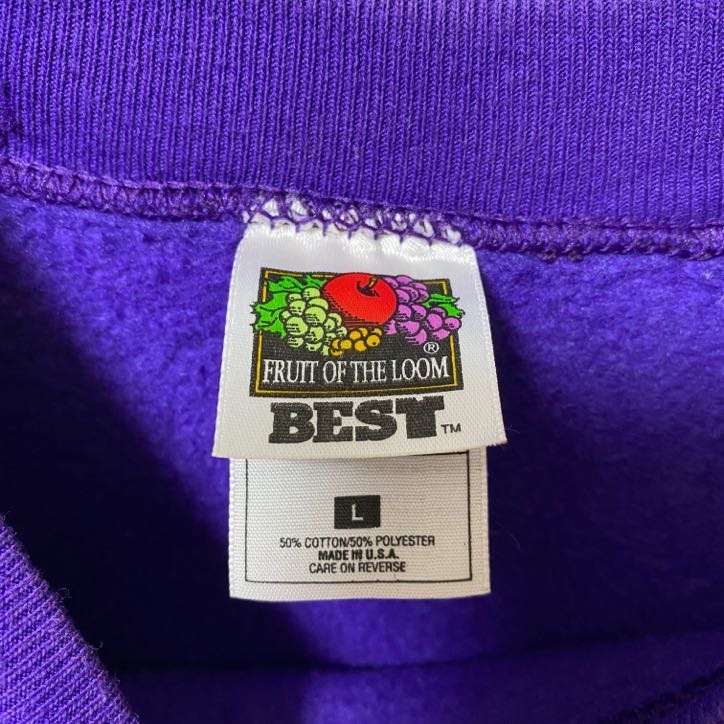 ®
FRUIT OF THE LOOM
BEST™
L
50% COTTON/50% POLYESTER
MADE IN U.S.A.
CARE ON REVERSE